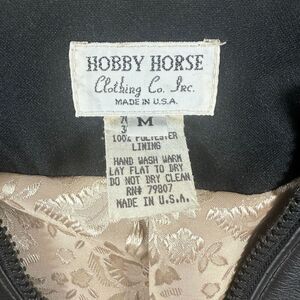 HOBBY HORSE
Clothing Co. Inc.
MADE IN U.S.A.
M
100% POLYESTER
LINING
HAND WASH WARM
LAY FLAT TO DRY
DO NOT DRY CLEAN
RN# 79807
MADE IN U.S.A.